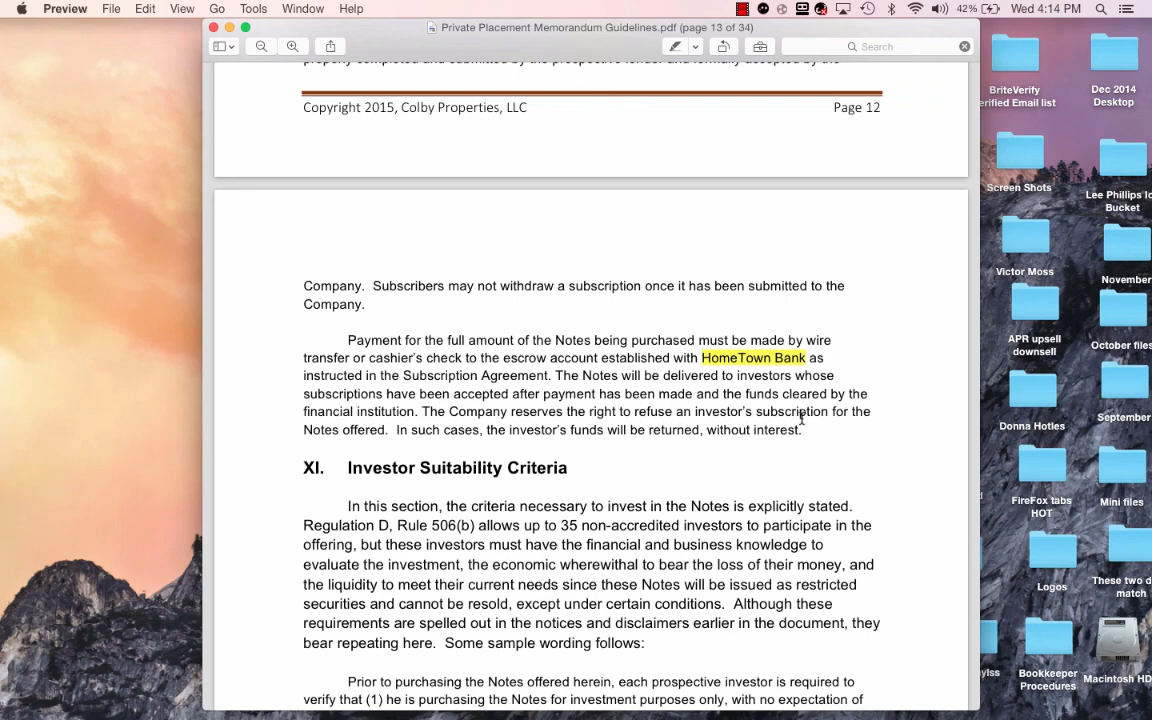 Preview File Edit View Go Tools Window Help 42% Wed 4:14 PM
Private Placement Memorandum Guidelines.pdf (page 13 of 34)
Search
Copyright 2015, Colby Properties, LLC Page 12
Company. Subscribers may not withdraw a subscription once it has been submitted to the
Company.
Payment for the full amount of the Notes being purchased must be made by wire
transfer or cashier's check to the escrow account established with HomeTown Bank as
instructed in the Subscription Agreement. The Notes will be delivered to investors whose
subscriptions have been accepted after payment has been made and the funds cleared by the
financial institution. The Company reserves the right to refuse an investor's subscription for the
Notes offered. In such cases, the investor's funds will be returned, without interest.
XI. Investor Suitability Criteria
In this section, the criteria necessary to invest in the Notes is explicitly stated.
Regulation D, Rule 506(b) allows up to 35 non-accredited investors to participate in the
offering, but these investors must have the financial and business knowledge to
evaluate the investment, the economic wherewithal to bear the loss of their money, and
the liquidity to meet their current needs since these Notes will be issued as restricted
securities and cannot be resold, except under certain conditions. Although these
requirements are spelled out in the notices and disclaimers earlier in the document, they
bear repeating here. Some sample wording follows:
Prior to purchasing the Notes offered herein, each prospective investor is required to
verify that (1) he is purchasing the Notes for investment purposes only, with no expectation of
BriteVerify
erified Email list
Dec 2014
Desktop
Screen Shots
Lee Phillips Ic
Bucket
Victor Moss
November
APR upsell
downsell
October files
Donna Hotles
September
FireFox tabs
HOT
Mini files
Logos
These two d
match
nylss
Bookkeeper
Procedures
Macintosh HD